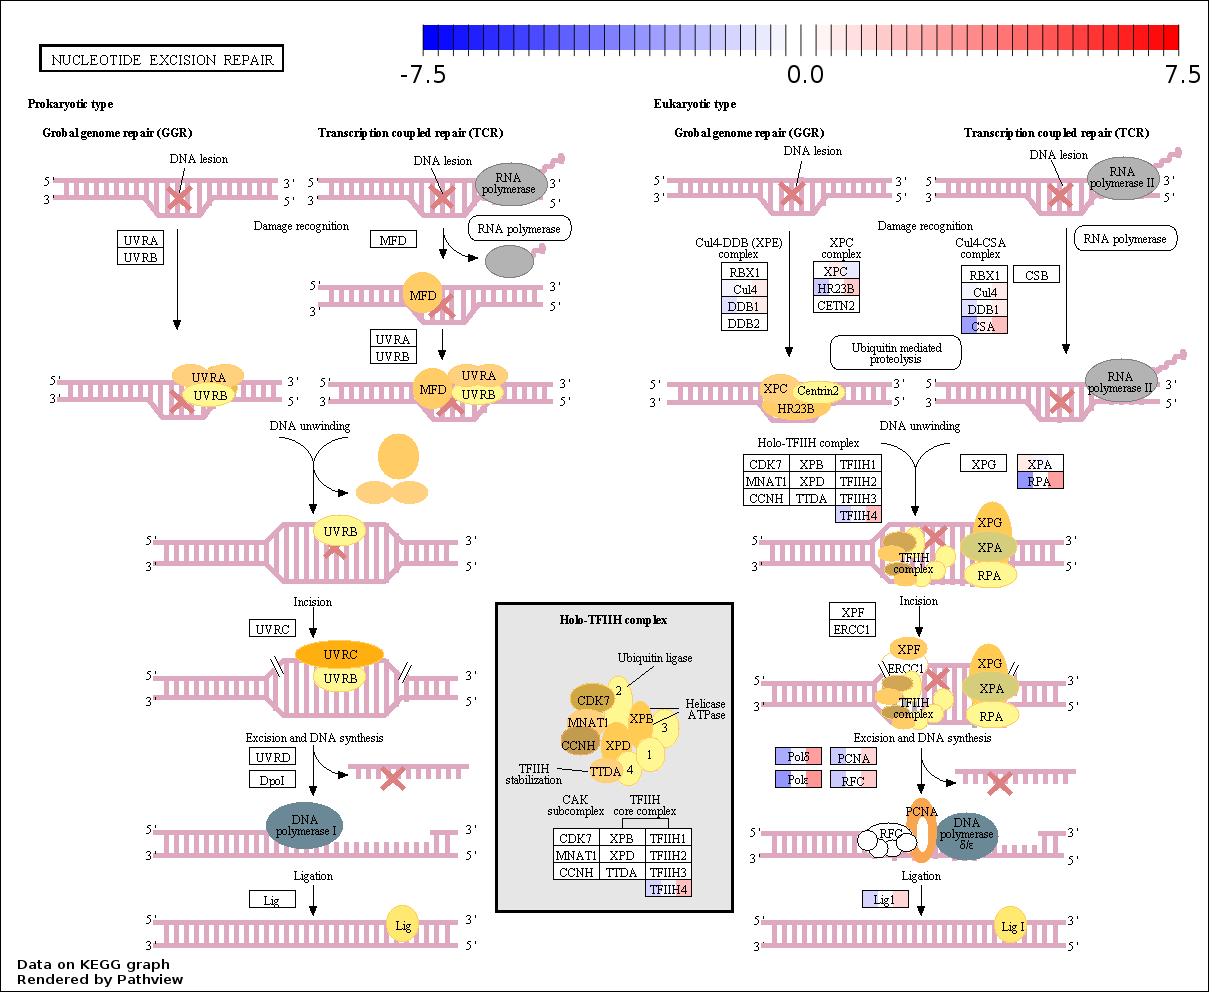 NUCLEOTIDE EXCISION REPAIR
-7.5 0.0 7.5
Prokaryotic type
Grobal genome repair (GGR)
DNA lesion
5' 3'
3' 5'
UVRA
UVRB
Damage recognition
5' 3'
3' 5'
UVRA
UVRB
Transcription coupled repair (TCR)
DNA lesion
RNA
polymerase
5' 3'
3' 5'
MFD
RNA polymerase
5' 3'
3' 5'
MFD
UVRA
UVRB
5' 3'
3' 5'
MFD
UVRA
UVRB
DNA unwinding
5' 3'
3' 5'
UVRB
Incision
UVRC
5' 3'
3' 5'
UVRC
UVRB
Excision and DNA synthesis
UVRD
DpoI
DNA
polymerase I
5' 3'
3' 5'
Ligation
Lig
5' 3'
3' 5'
Lig
Holo-TFIIH complex
Ubiquitin ligase
CDK7
2
MNAT1
XPB
Helicase
ATPase
3
CCNH
XPD
1
TTDA
4
TFIIH
stabilization
CAK
subcomplex
TFIIH
core complex
CDK7 XPB TFIIH1
MNAT1 XPD TFIIH2
CCNH TTDA TFIIH3
TFIIH4
Eukaryotic type
Grobal genome repair (GGR)
DNA lesion
5' 3'
3' 5'
Cul4-DDB (XPE)
complex
RBX1
Cul4
DDB1
DDB2
XPC
complex
XPC
HR23B
CETN2
Damage recognition
Ubiquitin mediated
proteolysis
5' 3'
3' 5'
XPC
Centrin2
HR23B
Transcription coupled repair (TCR)
DNA lesion
RNA
polymerase II
5' 3'
3' 5'
RNA polymerase
Cul4-CSA
complex
RBX1
Cul4
DDB1
CSA
CSB
RNA
polymerase II
5' 3'
3' 5'
DNA unwinding
Holo-TFIIH complex
CDK7 XPB TFIIH1
MNAT1 XPD TFIIH2
CCNH TTDA TFIIH3
TFIIH4
XPG
XPA
RPA
5' 3'
3' 5'
TFIIH
complex
XPG
XPA
RPA
Incision
XPF
ERCC1
5' 3'
3' 5'
XPF
ERCC1
TFIIH
complex
XPG
XPA
RPA
Excision and DNA synthesis
Polδ
Polε
PCNA
RFC
5' 3'
3' 5'
RFC
PCNA
DNA
polymerase
δ/ε
Ligation
Lig1
5' 3'
3' 5'
Lig I
Data on KEGG graph
Rendered by Pathview